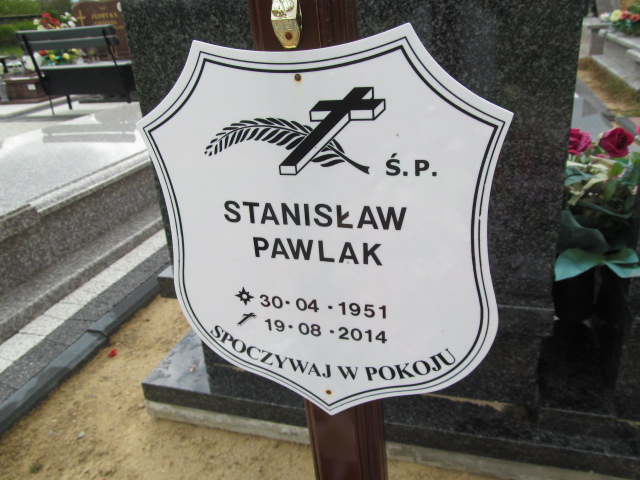 Ś.P.
STANISŁAW
PAWLAK
30·04·1951
19·08·2014
SPOCZYWAJ W POKOJU